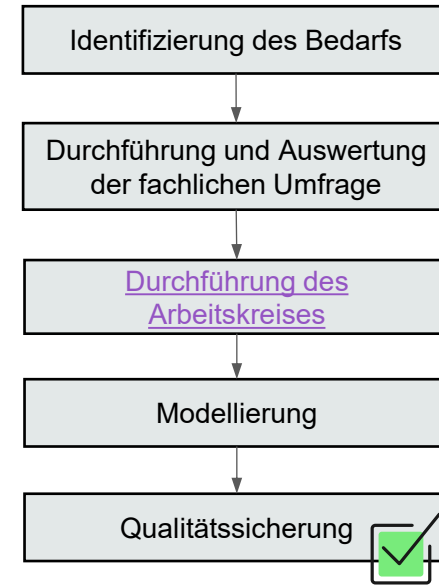 Identifizierung des Bedarfs
Durchführung und Auswertung
der fachlichen Umfrage
Durchführung des
Arbeitskreises
Modellierung
Qualitätssicherung